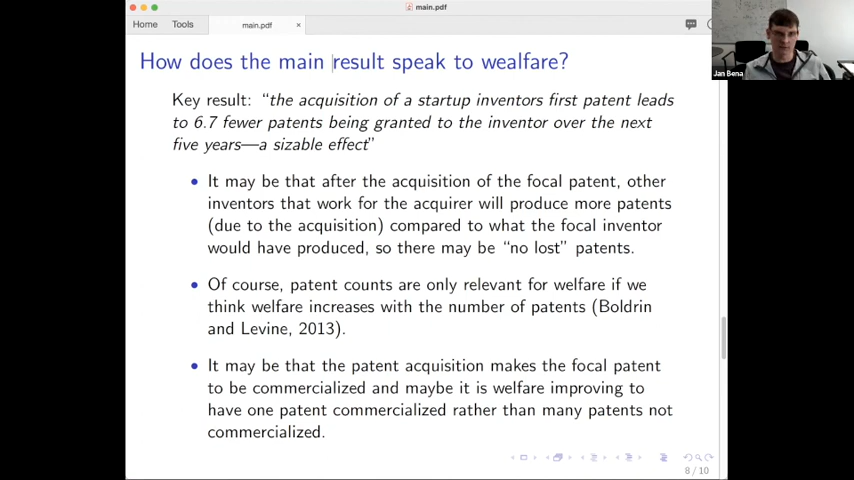 main.pdf
Home Tools main.pdf ×
How does the main result speak to wealfare?
Key result: “the acquisition of a startup inventors first patent leads
to 6.7 fewer patents being granted to the inventor over the next
five years—a sizable effect”
• It may be that after the acquisition of the focal patent, other
inventors that work for the acquirer will produce more patents
(due to the acquisition) compared to what the focal inventor
would have produced, so there may be “no lost” patents.
• Of course, patent counts are only relevant for welfare if we
think welfare increases with the number of patents (Boldrin
and Levine, 2013).
• It may be that the patent acquisition makes the focal patent
to be commercialized and maybe it is welfare improving to
have one patent commercialized rather than many patents not
commercialized.
8 / 10
Jan Bena